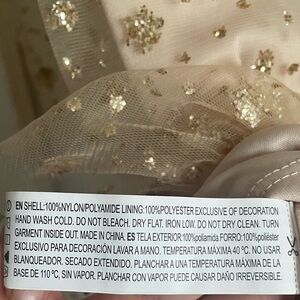 EN SHELL:100%NYLON/POLYAMIDE LINING:100%POLYESTER EXCLUSIVE OF DECORATION
HAND WASH COLD. DO NOT BLEACH. DRY FLAT. IRON LOW. DO NOT DRY CLEAN. TURN
GARMENT INSIDE OUT. MADE IN CHINA. ES TELA EXTERIOR:100%poliamida FORRO:100%poliéster
EXCLUSIVO PARA DECORACIÓN LAVAR A MANO. TEMPERATURA MÁXIMA 40 ºC. NO USAR
BLANQUEADOR. SECADO EXTENDIDO. PLANCHAR A UNA TEMPERATURA MÁXIMA DE LA
BASE DE 110 ºC, SIN VAPOR. PLANCHAR CON VAPOR PUEDE CAUSAR DAÑO IRREVERSIBLE.